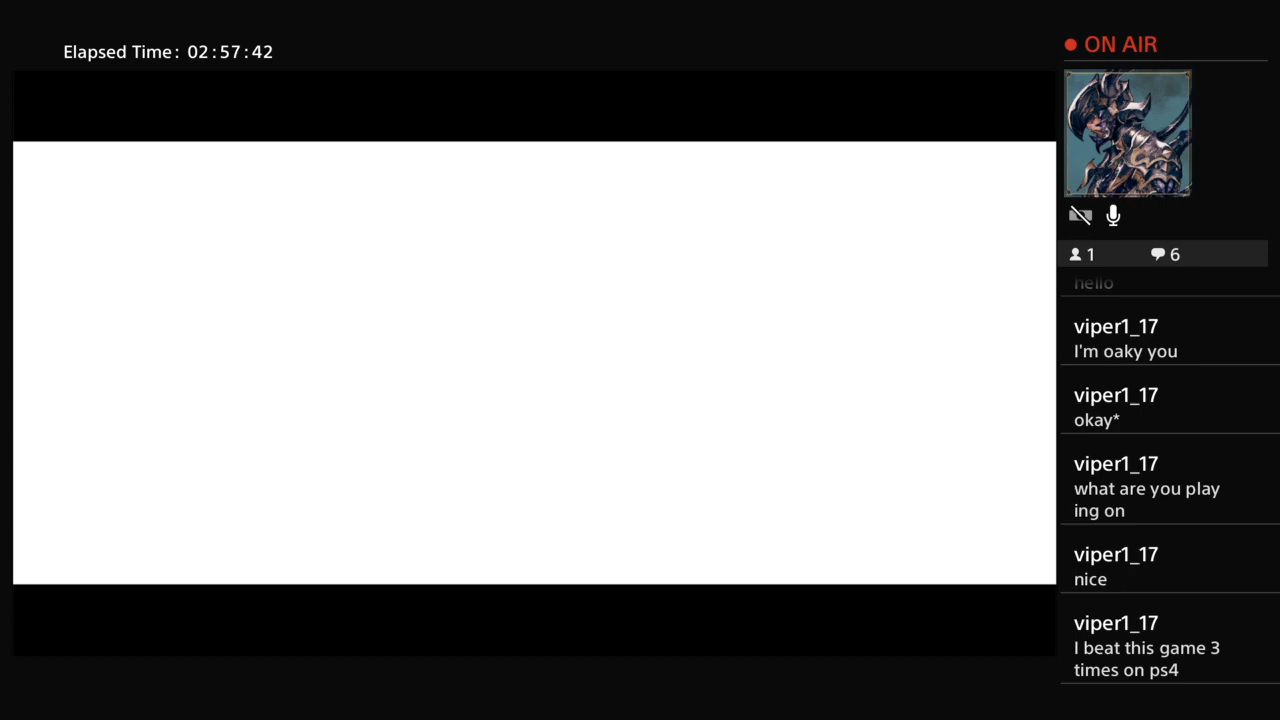 Elapsed Time: 02:57:42
ON AIR
1
6
hello
viper1_17
I'm oaky you
viper1_17
okay*
viper1_17
what are you play
ing on
viper1_17
nice
viper1_17
I beat this game 3
times on ps4